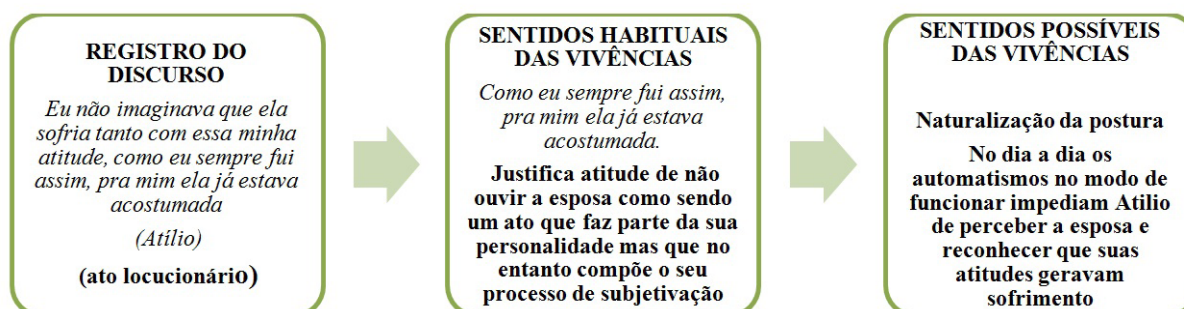 REGISTRO DO
DISCURSO
Eu não imaginava que ela
sofria tanto com essa minha
atitude, como eu sempre fui
assim, pra mim ela já estava
acostumada
(Atílio)
(ato locucionário)
SENTIDOS HABITUAIS
DAS VIVÊNCIAS
Como eu sempre fui assim,
pra mim ela já estava
acostumada.
Justifica atitude de não
ouvir a esposa como sendo
um ato que faz parte da sua
personalidade mas que no
entanto compõe o seu
processo de subjetivação
SENTIDOS POSSÍVEIS
DAS VIVÊNCIAS
Naturalização da postura
No dia a dia os
automatismos no modo de
funcionar impediam Atilio
de perceber a esposa e
reconhecer que suas
atitudes geravam
sofrimento